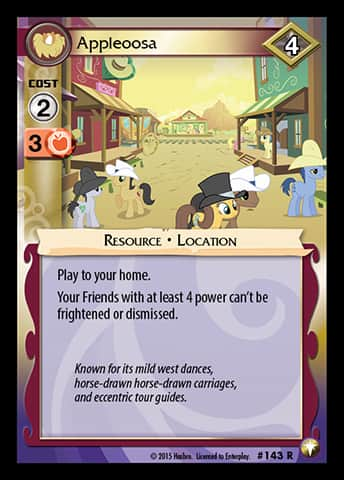 Appleoosa
4
COST
2
3
RESOURCE • LOCATION
Play to your home.
Your Friends with at least 4 power can't be
frightened or dismissed.
Known for its mild west dances,
horse-drawn horse-drawn carriages,
and eccentric tour guides.
© 2015 Hasbro. Licensed to Enterplay. #143 R